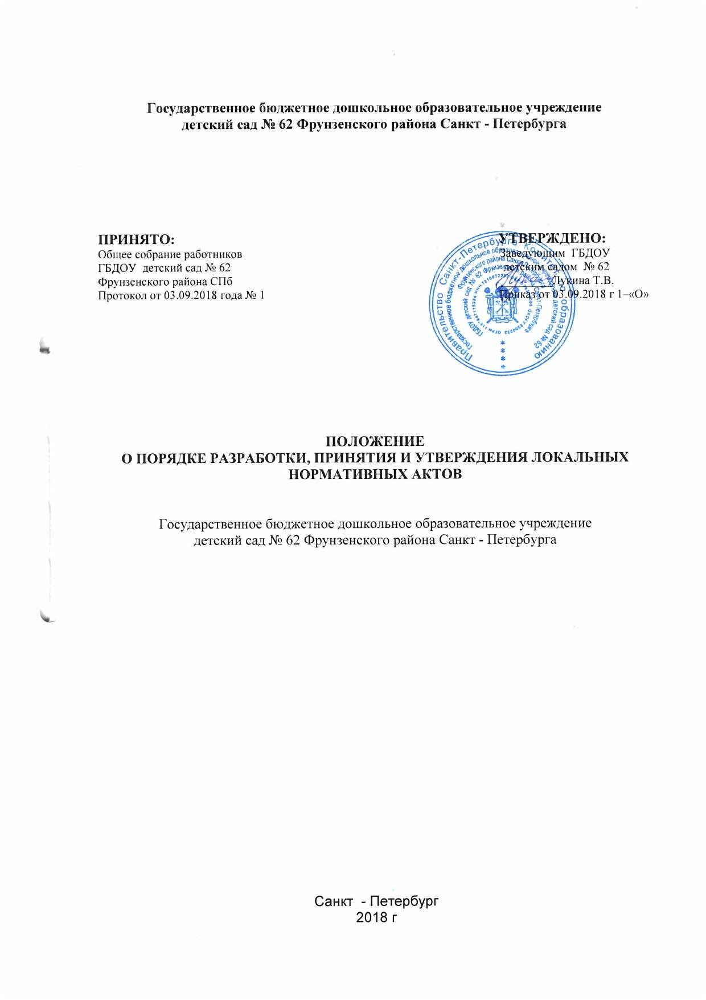 Государственное бюджетное дошкольное образовательное учреждение
детский сад № 62 Фрунзенского района Санкт - Петербурга
ПРИНЯТО:
Общее собрание работников
ГБДОУ детский сад № 62
Фрунзенского района СПб
Протокол от 03.09.2018 года № 1
УТВЕРЖДЕНО:
Заведующим ГБДОУ
детским садом № 62
Лукина Т.В.
Приказ от 03.09.2018 г 1–«О»
Правительство Санкт-Петербурга Комитет по образованию
Государственное бюджетное дошкольное образовательное учреждение детский сад № 62
Фрунзенского района Санкт-Петербурга
ГБДОУ детский сад № 62 Фрунзенского района Санкт-Петербурга
ПОЛОЖЕНИЕ
О ПОРЯДКЕ РАЗРАБОТКИ, ПРИНЯТИЯ И УТВЕРЖДЕНИЯ ЛОКАЛЬНЫХ
НОРМАТИВНЫХ АКТОВ
Государственное бюджетное дошкольное образовательное учреждение
детский сад № 62 Фрунзенского района Санкт - Петербурга
Санкт - Петербург
2018 г